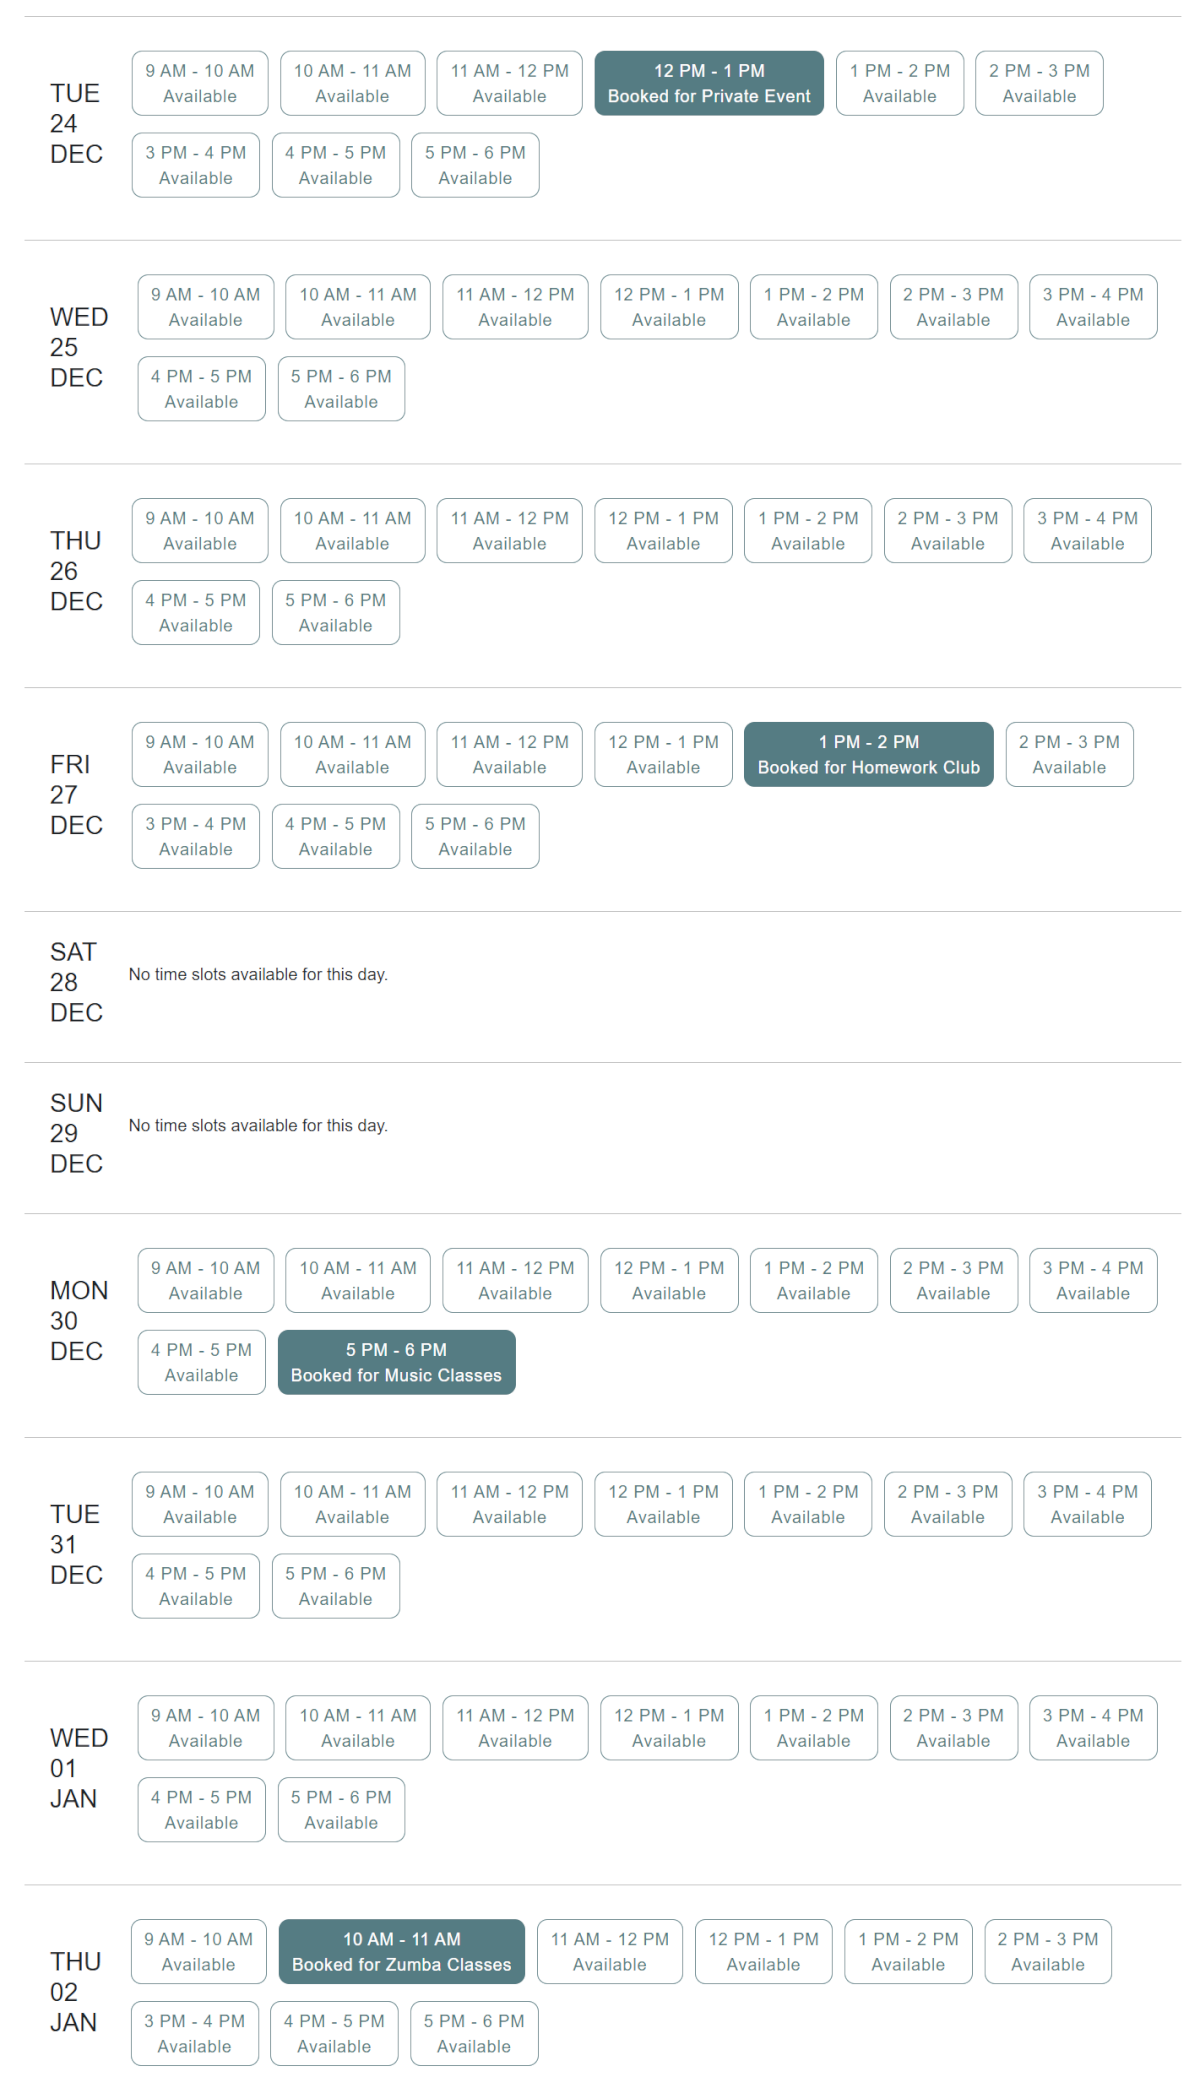 TUE
24
DEC
9 AM - 10 AM
Available
10 AM - 11 AM
Available
11 AM - 12 PM
Available
12 PM - 1 PM
Booked for Private Event
1 PM - 2 PM
Available
2 PM - 3 PM
Available
3 PM - 4 PM
Available
4 PM - 5 PM
Available
5 PM - 6 PM
Available
WED
25
DEC
9 AM - 10 AM
Available
10 AM - 11 AM
Available
11 AM - 12 PM
Available
12 PM - 1 PM
Available
1 PM - 2 PM
Available
2 PM - 3 PM
Available
3 PM - 4 PM
Available
4 PM - 5 PM
Available
5 PM - 6 PM
Available
THU
26
DEC
9 AM - 10 AM
Available
10 AM - 11 AM
Available
11 AM - 12 PM
Available
12 PM - 1 PM
Available
1 PM - 2 PM
Available
2 PM - 3 PM
Available
3 PM - 4 PM
Available
4 PM - 5 PM
Available
5 PM - 6 PM
Available
FRI
27
DEC
9 AM - 10 AM
Available
10 AM - 11 AM
Available
11 AM - 12 PM
Available
12 PM - 1 PM
Available
1 PM - 2 PM
Booked for Homework Club
2 PM - 3 PM
Available
3 PM - 4 PM
Available
4 PM - 5 PM
Available
5 PM - 6 PM
Available
SAT
28
DEC
No time slots available for this day.
SUN
29
DEC
No time slots available for this day.
MON
30
DEC
9 AM - 10 AM
Available
10 AM - 11 AM
Available
11 AM - 12 PM
Available
12 PM - 1 PM
Available
1 PM - 2 PM
Available
2 PM - 3 PM
Available
3 PM - 4 PM
Available
4 PM - 5 PM
Available
5 PM - 6 PM
Booked for Music Classes
TUE
31
DEC
9 AM - 10 AM
Available
10 AM - 11 AM
Available
11 AM - 12 PM
Available
12 PM - 1 PM
Available
1 PM - 2 PM
Available
2 PM - 3 PM
Available
3 PM - 4 PM
Available
4 PM - 5 PM
Available
5 PM - 6 PM
Available
WED
01
JAN
9 AM - 10 AM
Available
10 AM - 11 AM
Available
11 AM - 12 PM
Available
12 PM - 1 PM
Available
1 PM - 2 PM
Available
2 PM - 3 PM
Available
3 PM - 4 PM
Available
4 PM - 5 PM
Available
5 PM - 6 PM
Available
THU
02
JAN
9 AM - 10 AM
Available
10 AM - 11 AM
Booked for Zumba Classes
11 AM - 12 PM
Available
12 PM - 1 PM
Available
1 PM - 2 PM
Available
2 PM - 3 PM
Available
3 PM - 4 PM
Available
4 PM - 5 PM
Available
5 PM - 6 PM
Available